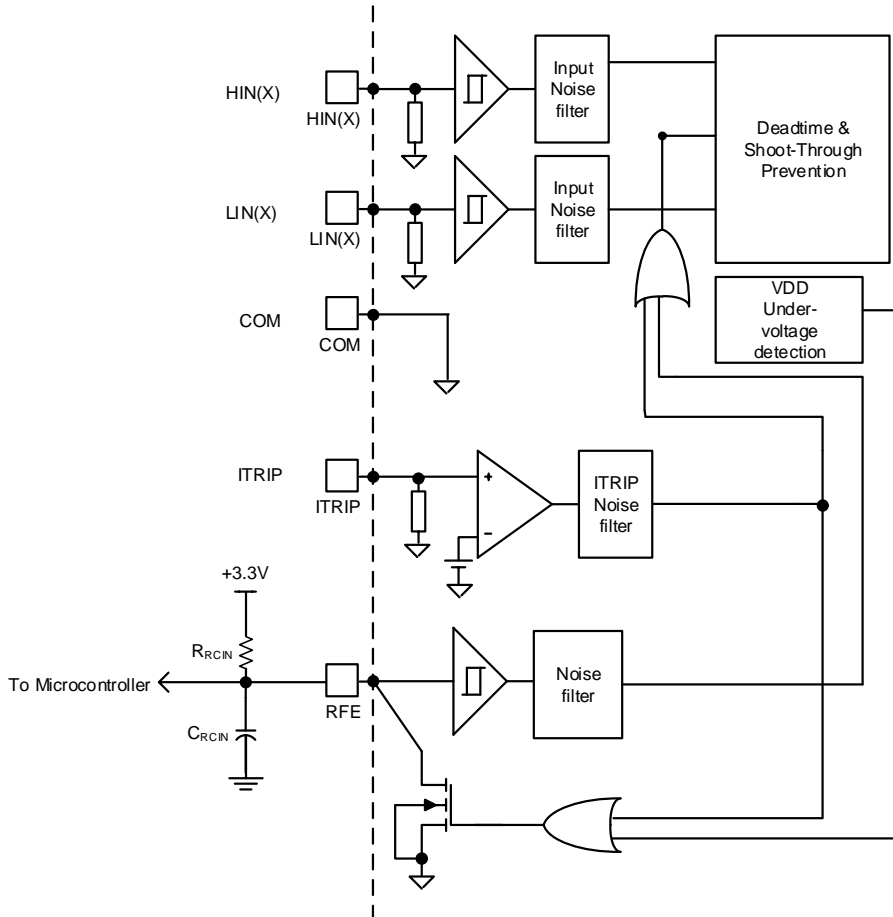 HIN(X)
HIN(X)
Input
Noise
filter
Deadtime &
Shoot-Through
Prevention
LIN(X)
LIN(X)
Input
Noise
filter
COM
COM
VDD
Under-
voltage
detection
ITRIP
ITRIP
+
−
ITRIP
Noise
filter
+3.3V
RRCIN
To Microcontroller
RFE
CRCIN
Noise
filter